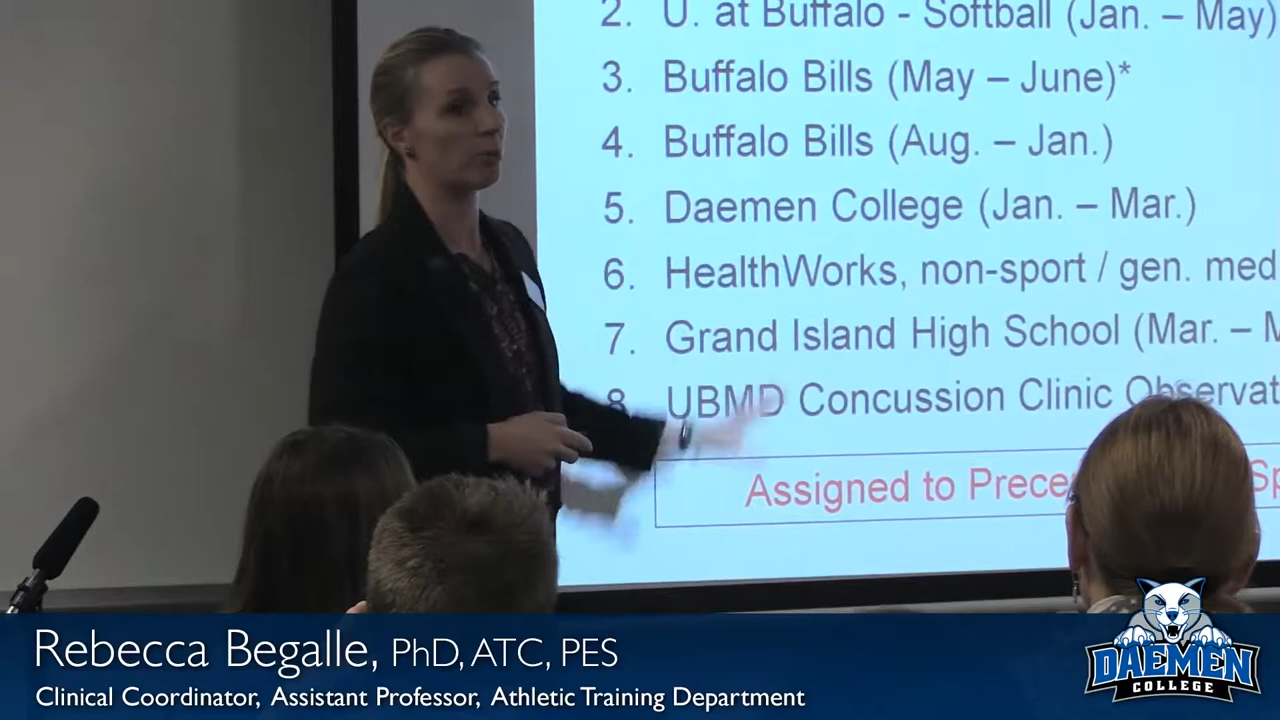 2. U. at Buffalo - Softball (Jan. – May)
3. Buffalo Bills (May – June)*
4. Buffalo Bills (Aug. – Jan.)
5. Daemen College (Jan. – Mar.)
6. HealthWorks, non-sport / gen. med
7. Grand Island High School (Mar. –
8. UBMD Concussion Clinic
Assigned to
Rebecca Begalle, PhD, ATC, PES
Clinical Coordinator, Assistant Professor, Athletic Training Department
DAEMEN
COLLEGE